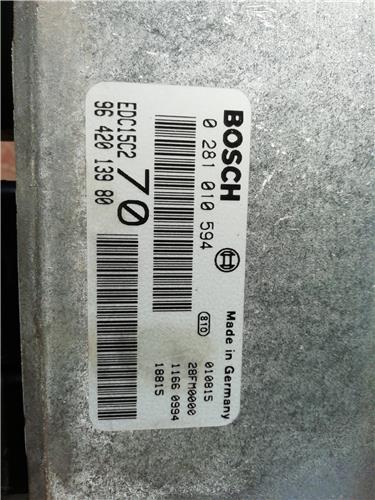 BOSCH
0 281 010 594
Made in Germany
810
70
010815
28FM0000
1166 0994
18815
EDC15C2
96 420 139 80